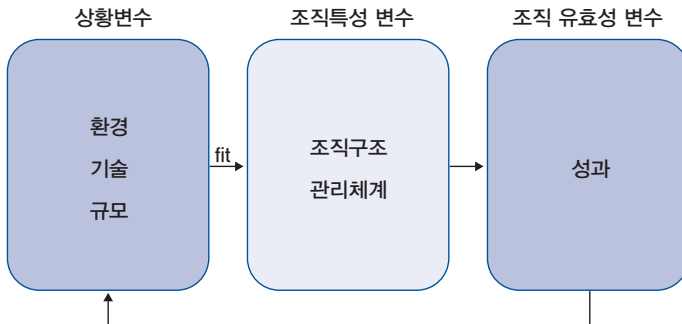 상황변수
조직특성 변수
조직 유효성 변수
환경
기술
규모
fit
조직구조
관리체계
성과